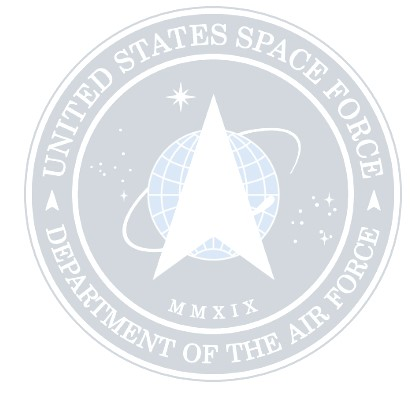 UNITED STATES SPACE FORCE
MMXIX
DEPARTMENT OF THE AIR FORCE